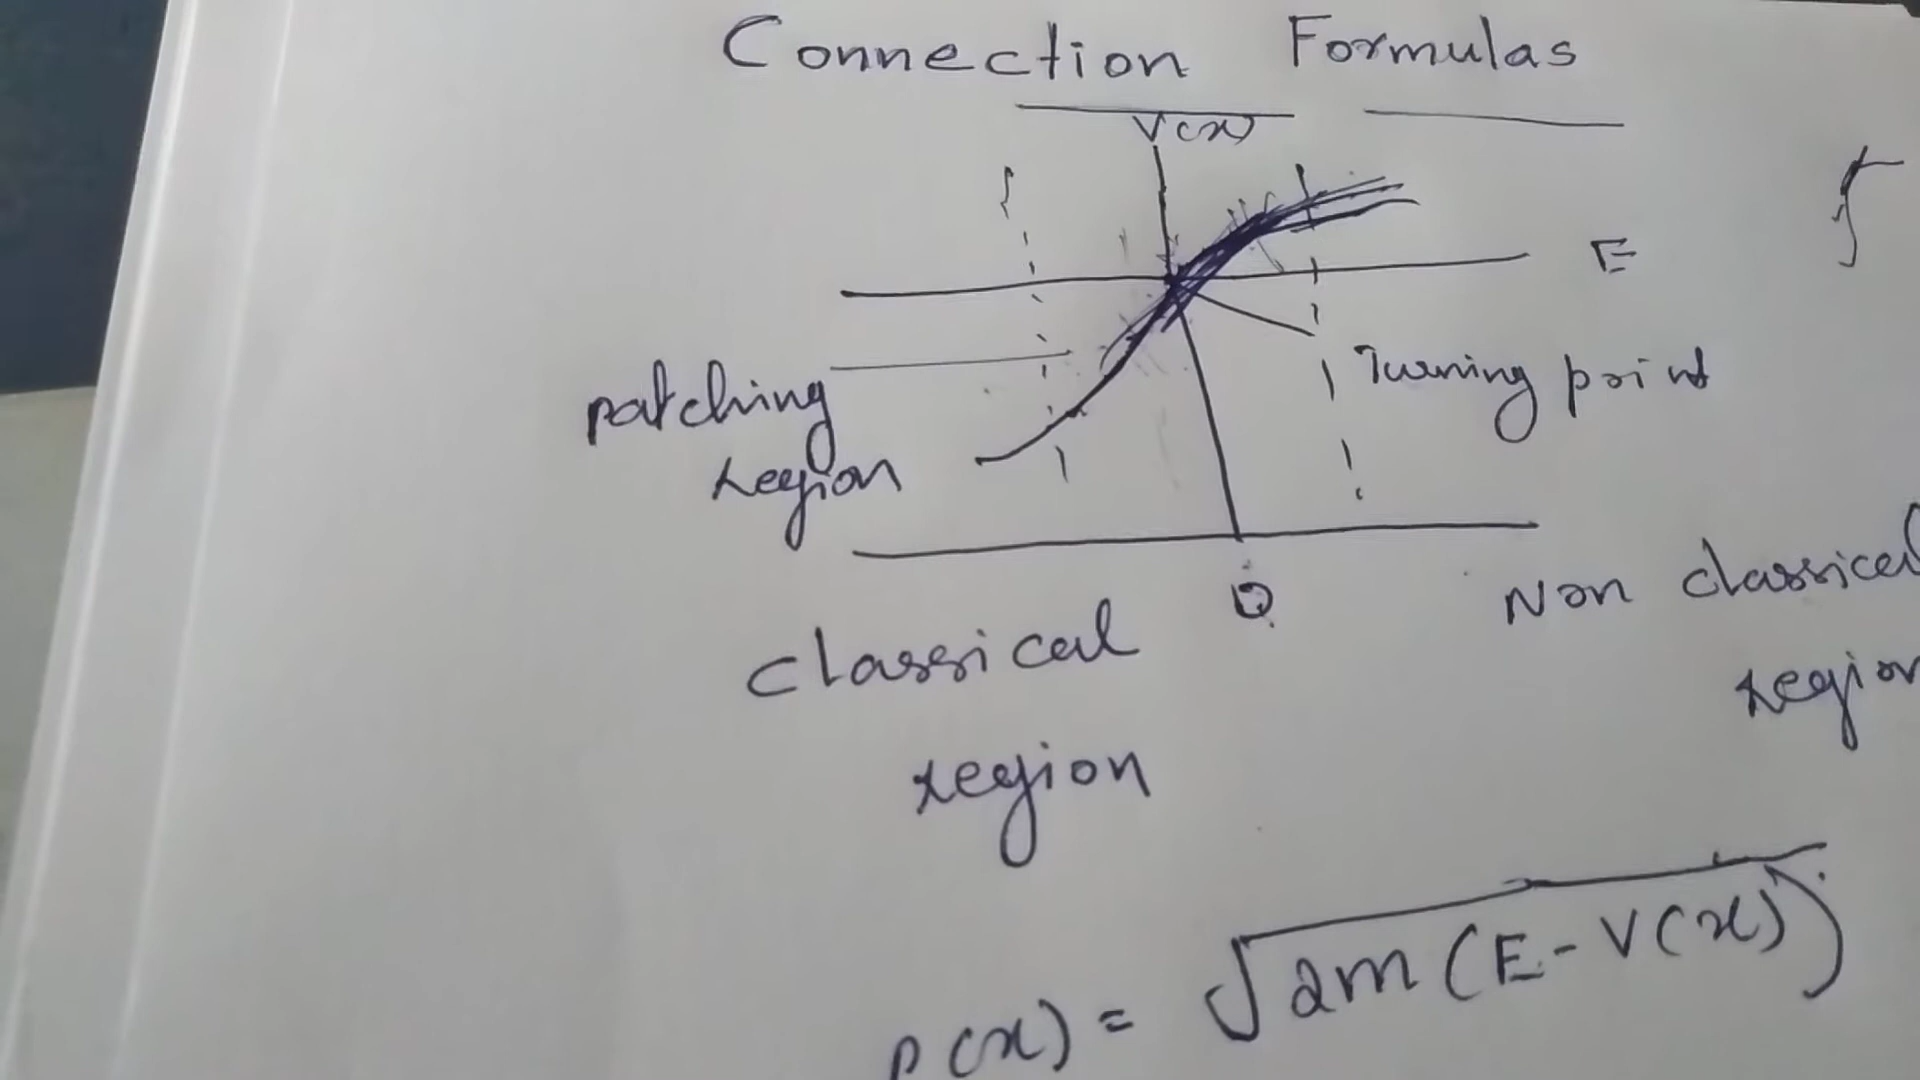 Connection Formulas
V(x)
E
Turning point
patching
region
0
Non classical
region
classical
region
p(x) = √2m(E-V(x))